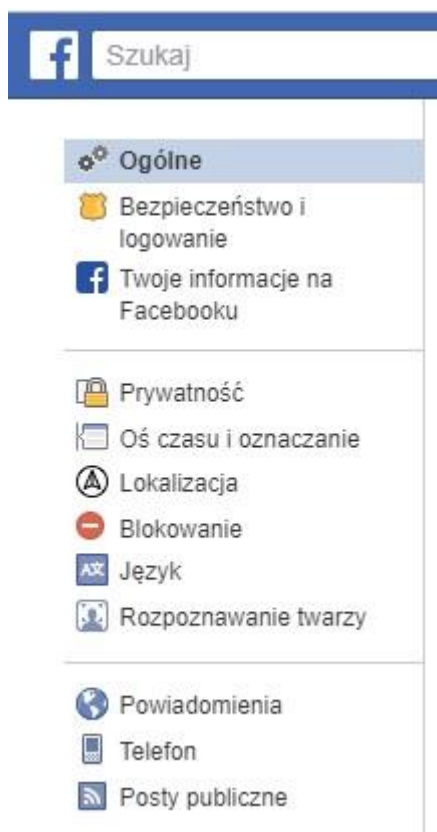 Szukaj
Ogólne
Bezpieczeństwo i
logowanie
Twoje informacje na
Facebooku
Prywatność
Oś czasu i oznaczanie
Lokalizacja
Blokowanie
Język
Rozpoznawanie twarzy
Powiadomienia
Telefon
Posty publiczne